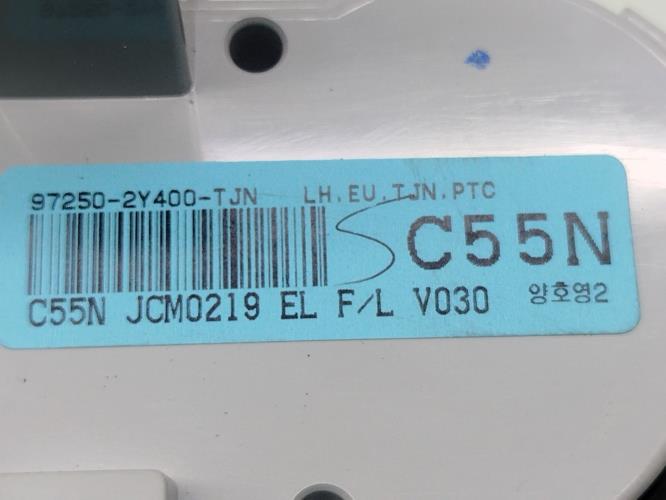 97250-2Y400-TJN LH.EU.TJN.PTC
C55N
C55N JCM0219 EL F/L V030 양호영2